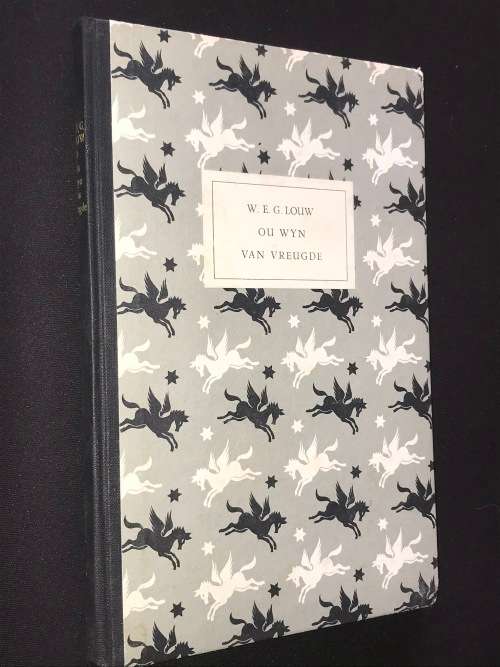 W. E. G. LOUW
OU WYN
VAN VREUGDE